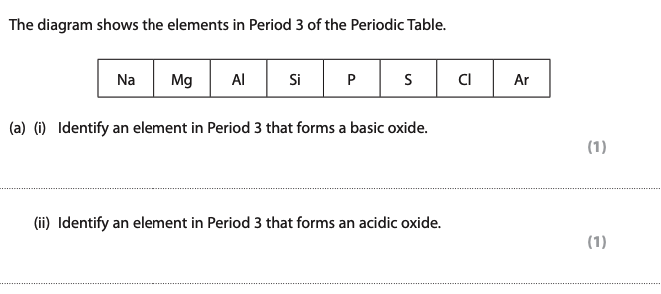 The diagram shows the elements in Period 3 of the Periodic Table.
Na Mg Al Si P S Cl Ar
(a) (i) Identify an element in Period 3 that forms a basic oxide.
(1)
(ii) Identify an element in Period 3 that forms an acidic oxide.
(1)